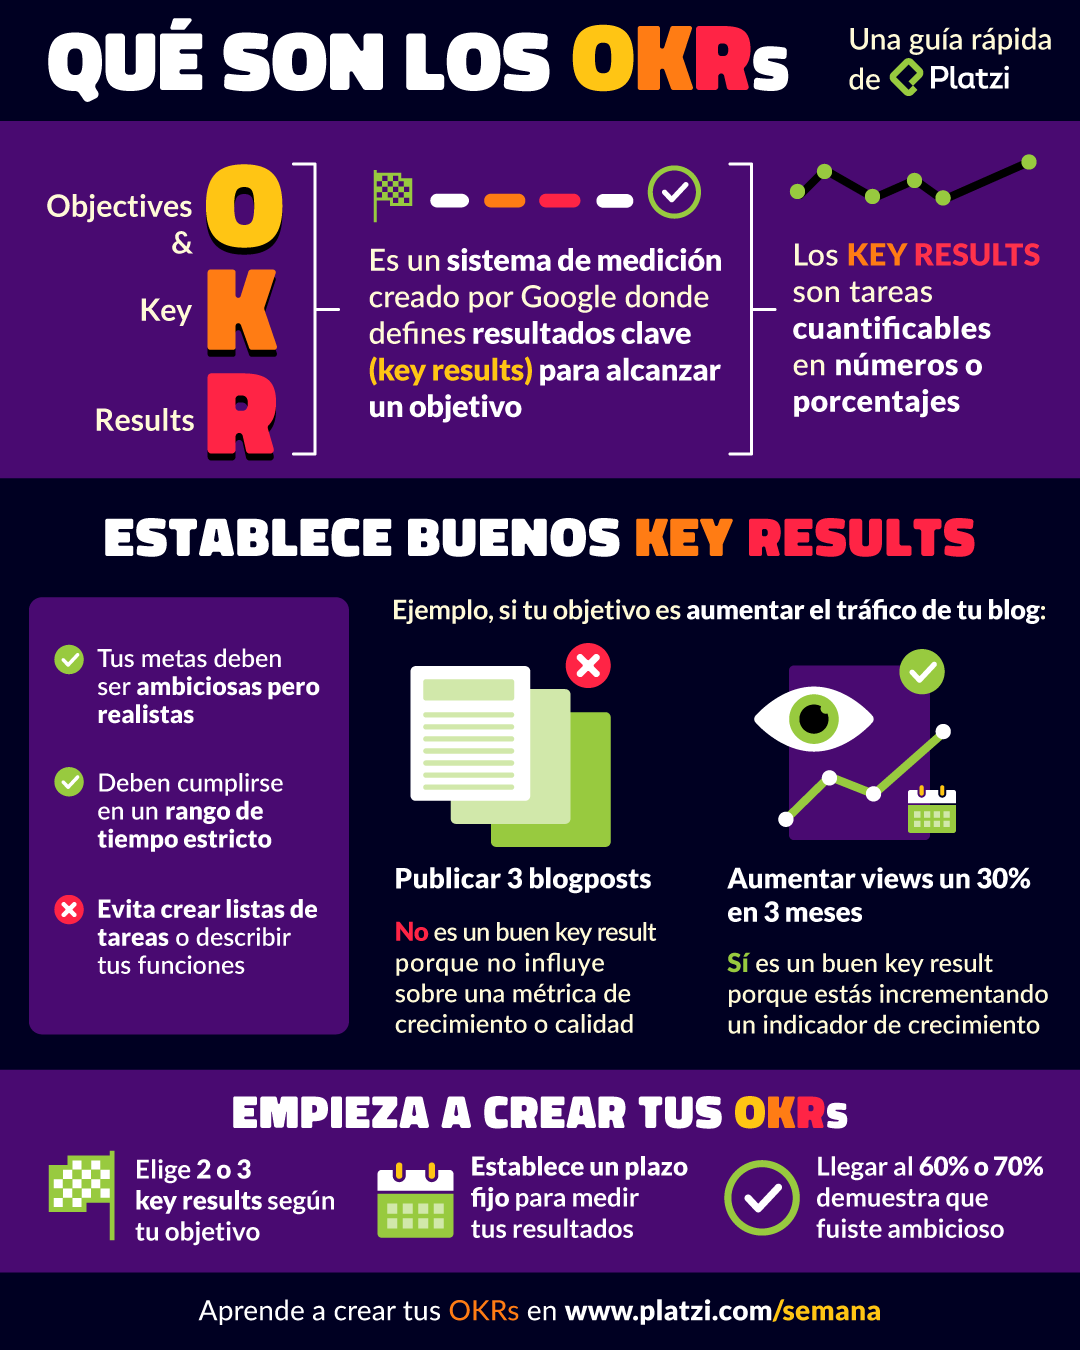 QUÉ SON LOS OKRs
Una guía rápida
de Platzi
Objectives
&
Key
Results
O
K
R
Es un sistema de medición
creado por Google donde
defines resultados clave
(key results) para alcanzar
un objetivo
Los KEY RESULTS
son tareas
cuantificables
en números o
porcentajes
ESTABLECE BUENOS KEY RESULTS
Tus metas deben
ser ambiciosas pero
realistas
Deben cumplirse
en un rango de
tiempo estricto
Evita crear listas de
tareas o describir
tus funciones
Ejemplo, si tu objetivo es aumentar el tráfico de tu blog:
Publicar 3 blogposts
No es un buen key result
porque no influye
sobre una métrica de
crecimiento o calidad
Aumentar views un 30%
en 3 meses
Sí es un buen key result
porque estás incrementando
un indicador de crecimiento
EMPIEZA A CREAR TUS OKRs
Elige 2 o 3
key results según
tu objetivo
Establece un plazo
fijo para medir
tus resultados
Llegar al 60% o 70%
demuestra que
fuiste ambicioso
Aprende a crear tus OKRs en www.platzi.com/semana